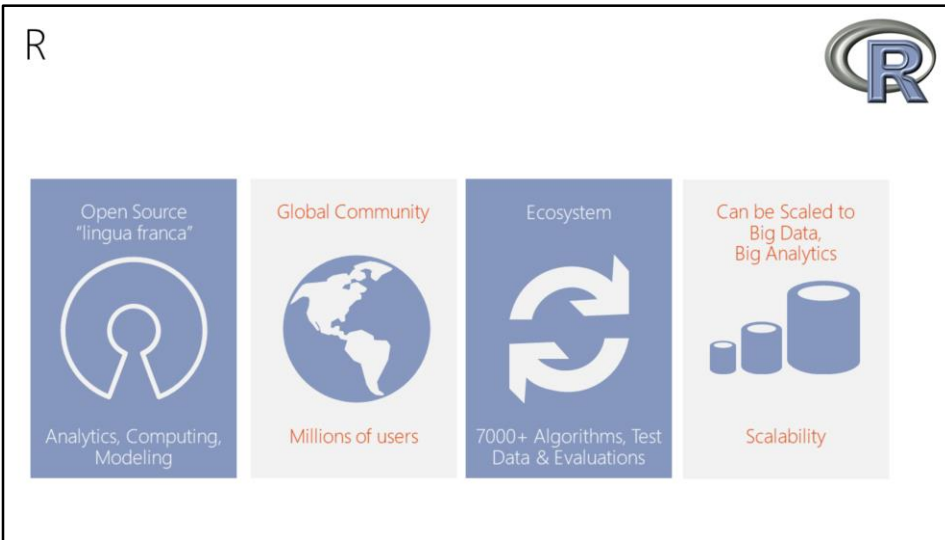 R
R
Open Source
"lingua franca"
Analytics, Computing,
Modeling
Global Community
Millions of users
Ecosystem
7000+ Algorithms, Test
Data & Evaluations
Can be Scaled to
Big Data,
Big Analytics
Scalability